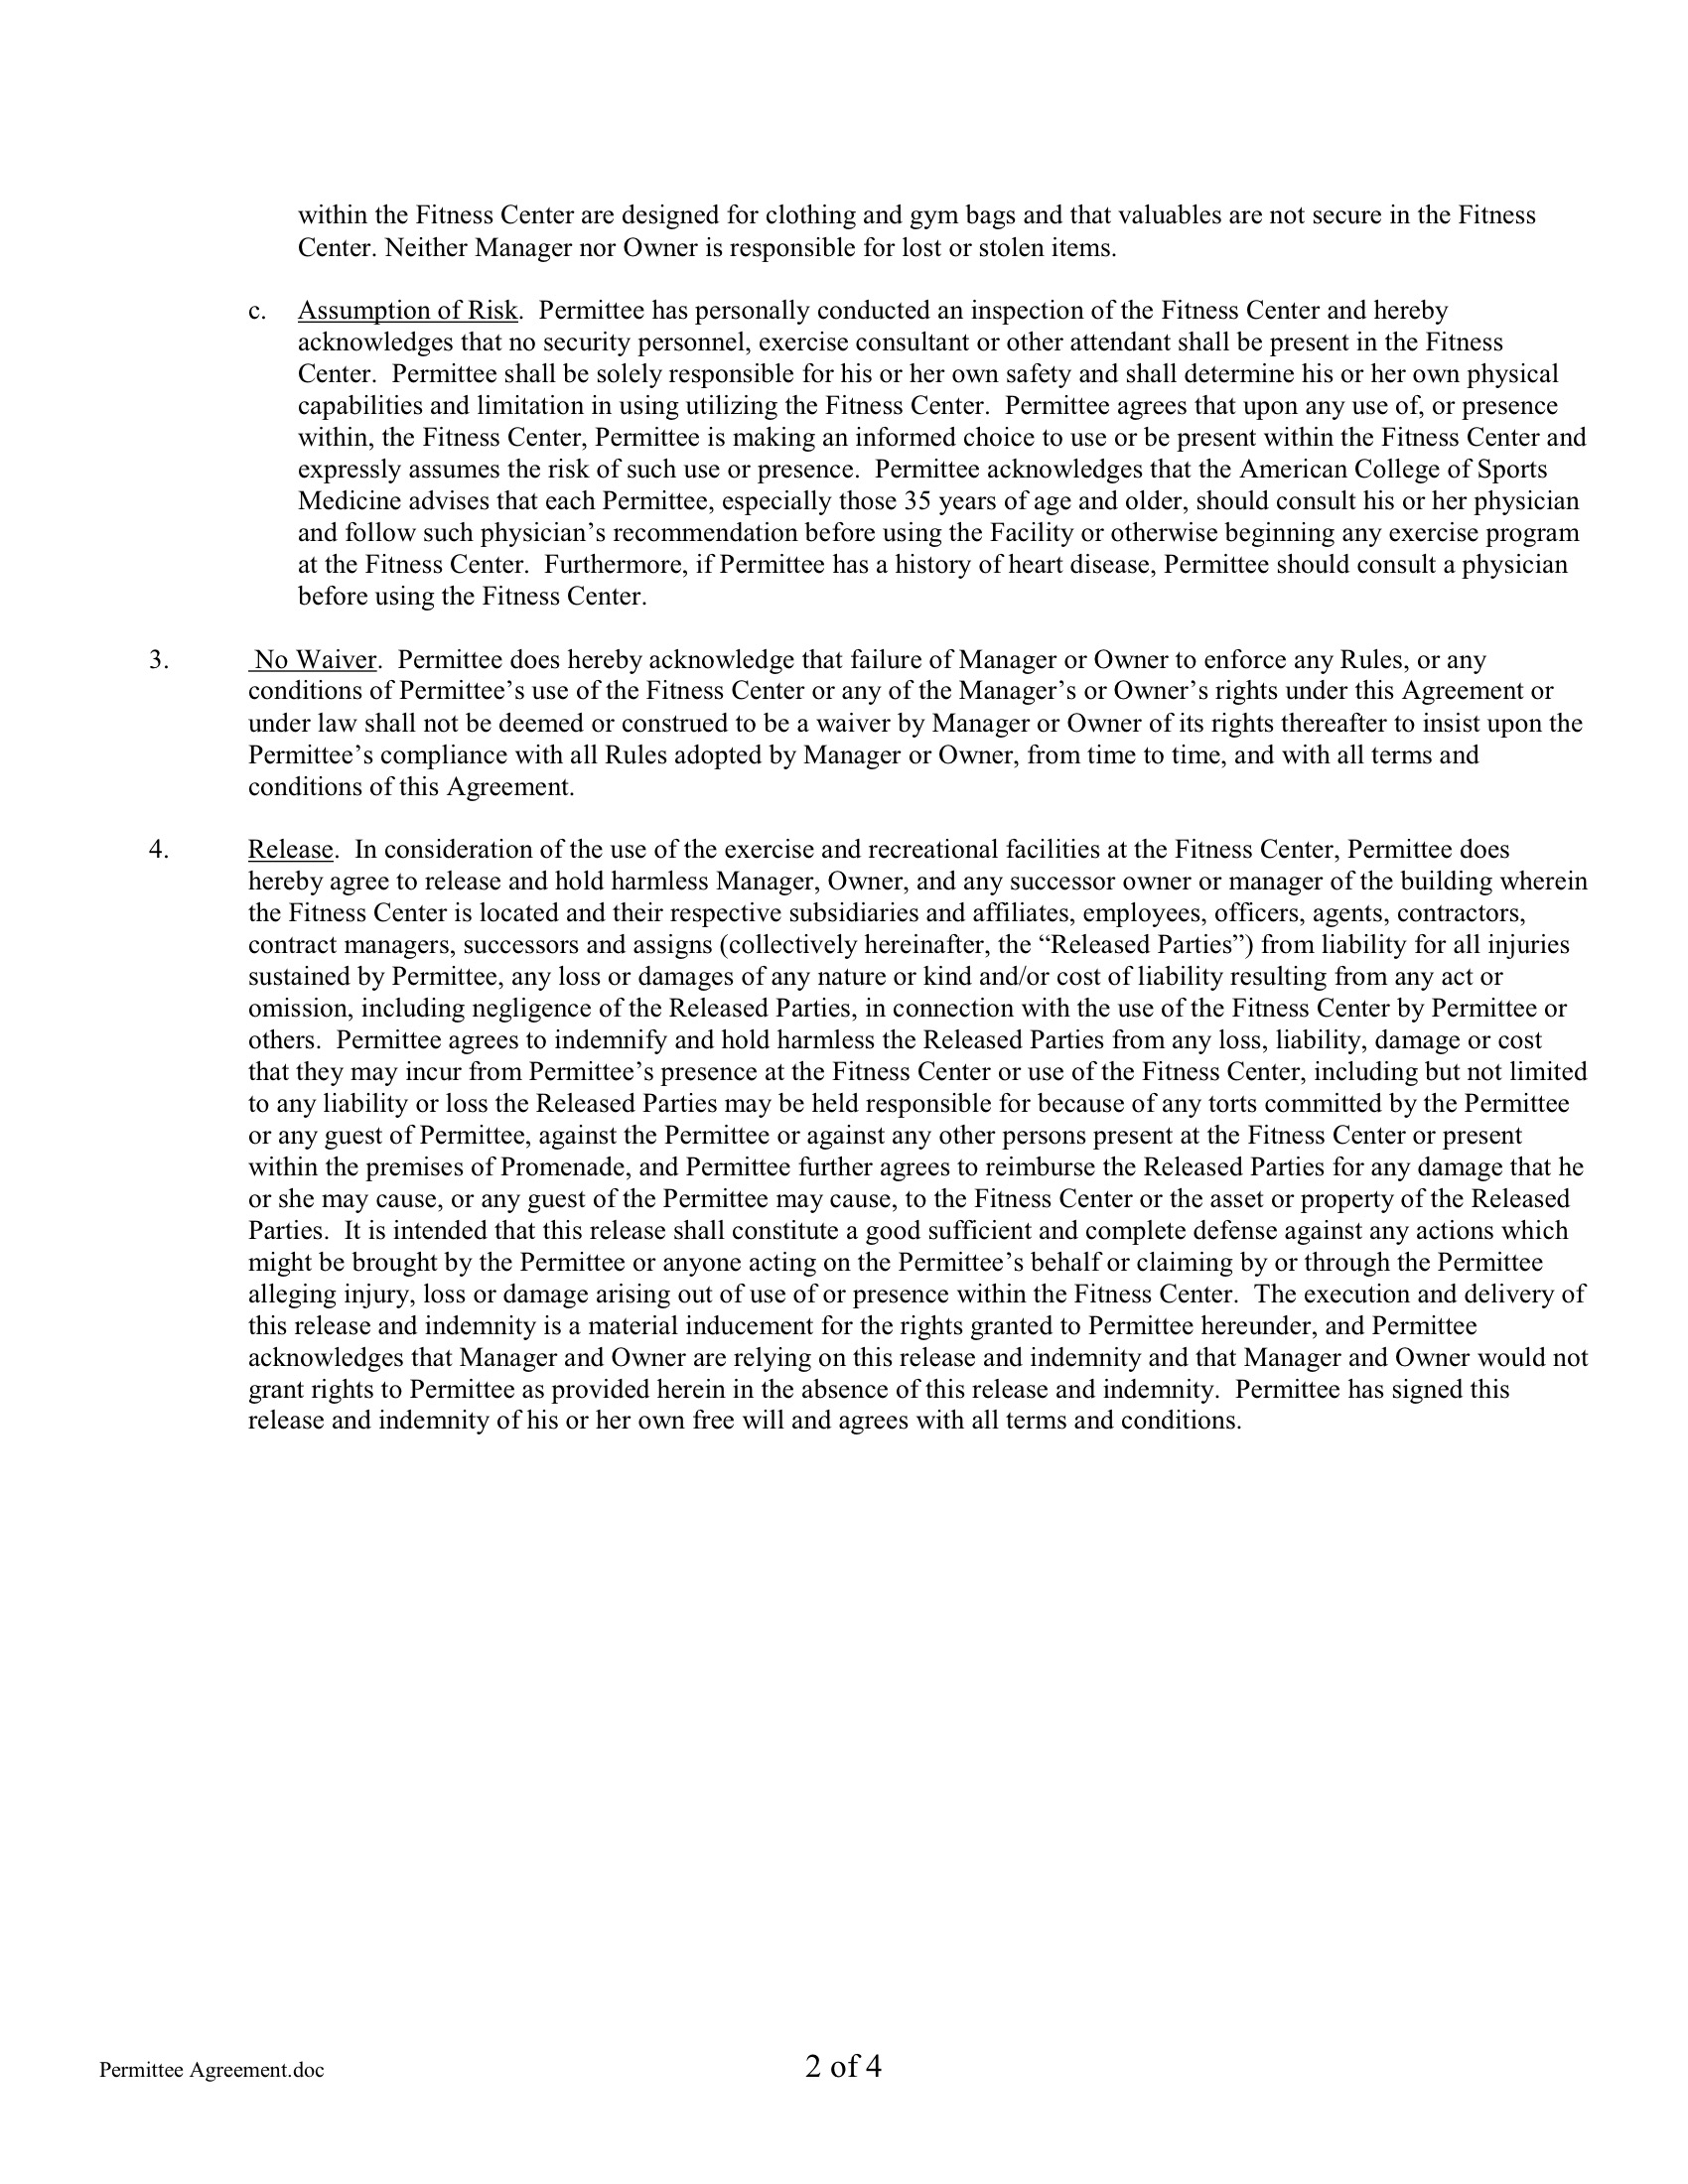 within the Fitness Center are designed for clothing and gym bags and that valuables are not secure in the Fitness
Center. Neither Manager nor Owner is responsible for lost or stolen items.
c. Assumption of Risk. Permittee has personally conducted an inspection of the Fitness Center and hereby
acknowledges that no security personnel, exercise consultant or other attendant shall be present in the Fitness
Center. Permittee shall be solely responsible for his or her own safety and shall determine his or her own physical
capabilities and limitation in using utilizing the Fitness Center. Permittee agrees that upon any use of, or presence
within, the Fitness Center, Permittee is making an informed choice to use or be present within the Fitness Center and
expressly assumes the risk of such use or presence. Permittee acknowledges that the American College of Sports
Medicine advises that each Permittee, especially those 35 years of age and older, should consult his or her physician
and follow such physician’s recommendation before using the Facility or otherwise beginning any exercise program
at the Fitness Center. Furthermore, if Permittee has a history of heart disease, Permittee should consult a physician
before using the Fitness Center.
3. No Waiver. Permittee does hereby acknowledge that failure of Manager or Owner to enforce any Rules, or any
conditions of Permittee’s use of the Fitness Center or any of the Manager’s or Owner’s rights under this Agreement or
under law shall not be deemed or construed to be a waiver by Manager or Owner of its rights thereafter to insist upon the
Permittee’s compliance with all Rules adopted by Manager or Owner, from time to time, and with all terms and
conditions of this Agreement.
4. Release. In consideration of the use of the exercise and recreational facilities at the Fitness Center, Permittee does
hereby agree to release and hold harmless Manager, Owner, and any successor owner or manager of the building wherein
the Fitness Center is located and their respective subsidiaries and affiliates, employees, officers, agents, contractors,
contract managers, successors and assigns (collectively hereinafter, the “Released Parties”) from liability for all injuries
sustained by Permittee, any loss or damages of any nature or kind and/or cost of liability resulting from any act or
omission, including negligence of the Released Parties, in connection with the use of the Fitness Center by Permittee or
others. Permittee agrees to indemnify and hold harmless the Released Parties from any loss, liability, damage or cost
that they may incur from Permittee’s presence at the Fitness Center or use of the Fitness Center, including but not limited
to any liability or loss the Released Parties may be held responsible for because of any torts committed by the Permittee
or any guest of Permittee, against the Permittee or against any other persons present at the Fitness Center or present
within the premises of Promenade, and Permittee further agrees to reimburse the Released Parties for any damage that he
or she may cause, or any guest of the Permittee may cause, to the Fitness Center or the asset or property of the Released
Parties. It is intended that this release shall constitute a good sufficient and complete defense against any actions which
might be brought by the Permittee or anyone acting on the Permittee’s behalf or claiming by or through the Permittee
alleging injury, loss or damage arising out of use of or presence within the Fitness Center. The execution and delivery of
this release and indemnity is a material inducement for the rights granted to Permittee hereunder, and Permittee
acknowledges that Manager and Owner are relying on this release and indemnity and that Manager and Owner would not
grant rights to Permittee as provided herein in the absence of this release and indemnity. Permittee has signed this
release and indemnity of his or her own free will and agrees with all terms and conditions.
Permittee Agreement.doc 2 of 4